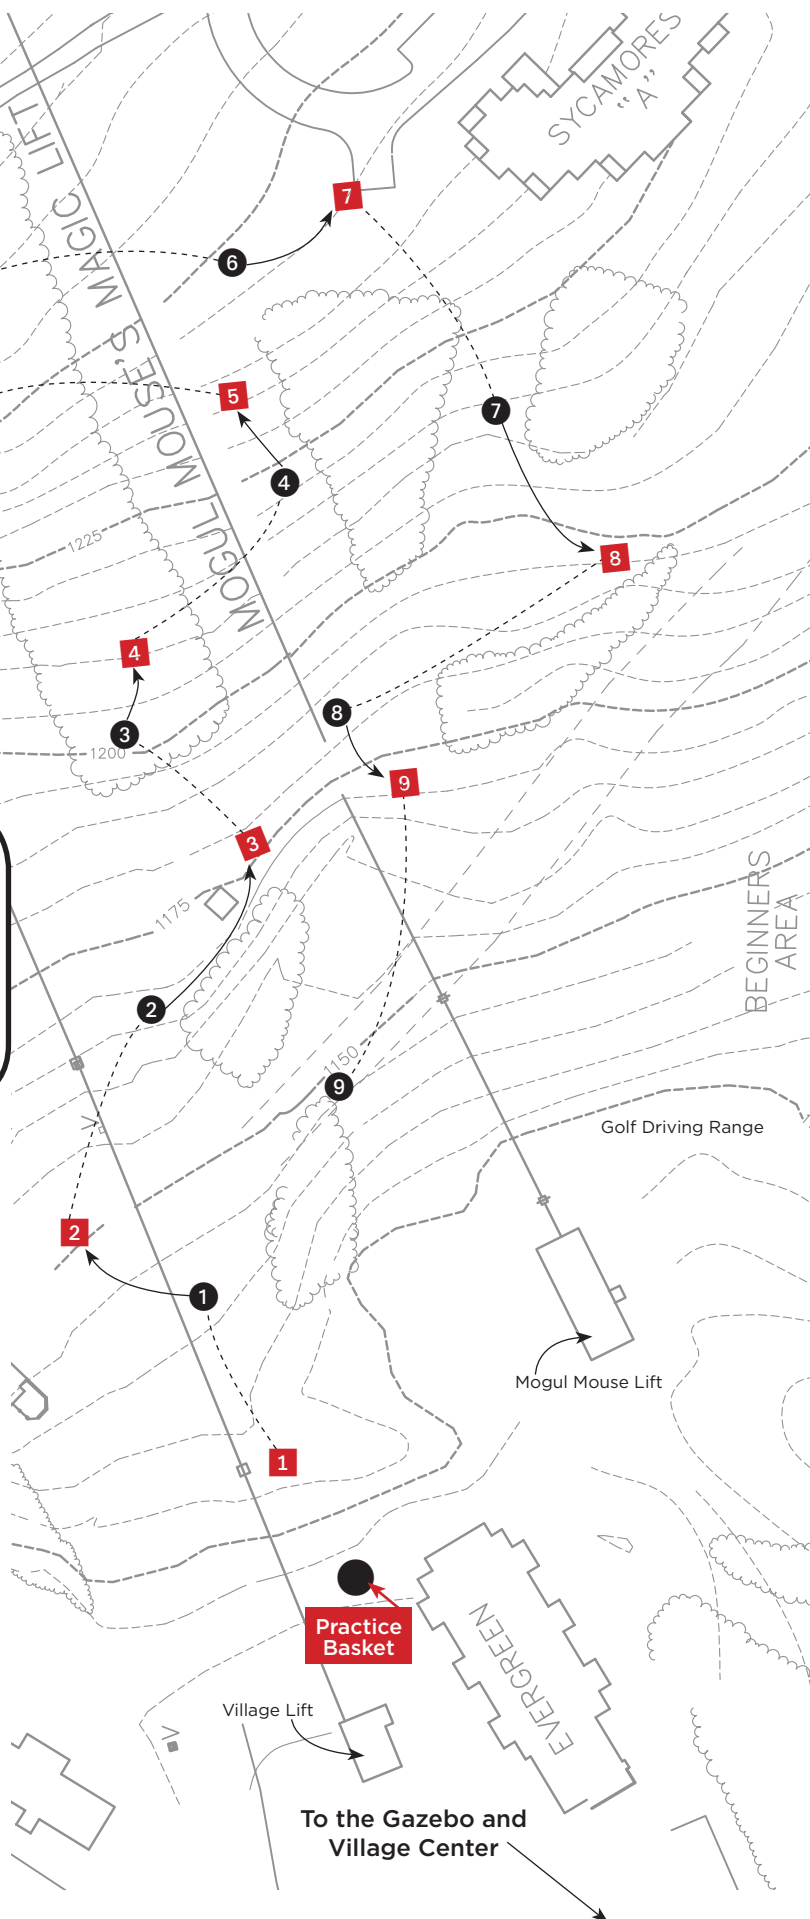 SYCAMORES
"A"
MOGUL MOUSE'S MAGIC LIFT
7
6
5
7
4
8
1225
4
8
3
1200
9
3
BEGINNERS
AREA
1175
2
1150
9
Golf Driving Range
2
1
Mogul Mouse Lift
1
Practice
Basket
EVERGREEN
Village Lift
To the Gazebo and
Village Center